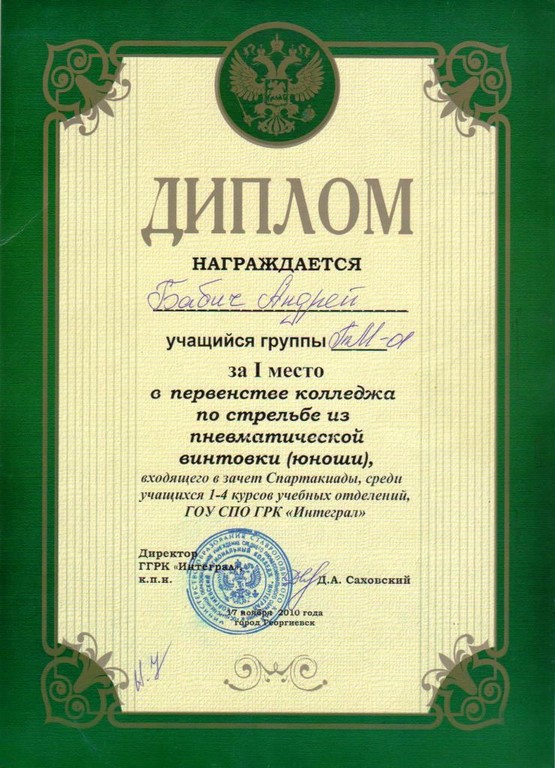 ДИПЛОМ
НАГРАЖДАЕТСЯ
Бабич Андрей
учащийся группы
за I место
в первенстве колледжа
по стрельбе из
пневматической
винтовки (юноши),
входящего в зачет Спартакиады, среди
учащихся 1-4 курсов учебных отделений,
ГОУ СПО ГРК «Интеграл»
Директор
ГГРК «Интеграл»
к.п.н.
Д.А. Саховский
17 ноября 2010 года
город Георгиевск